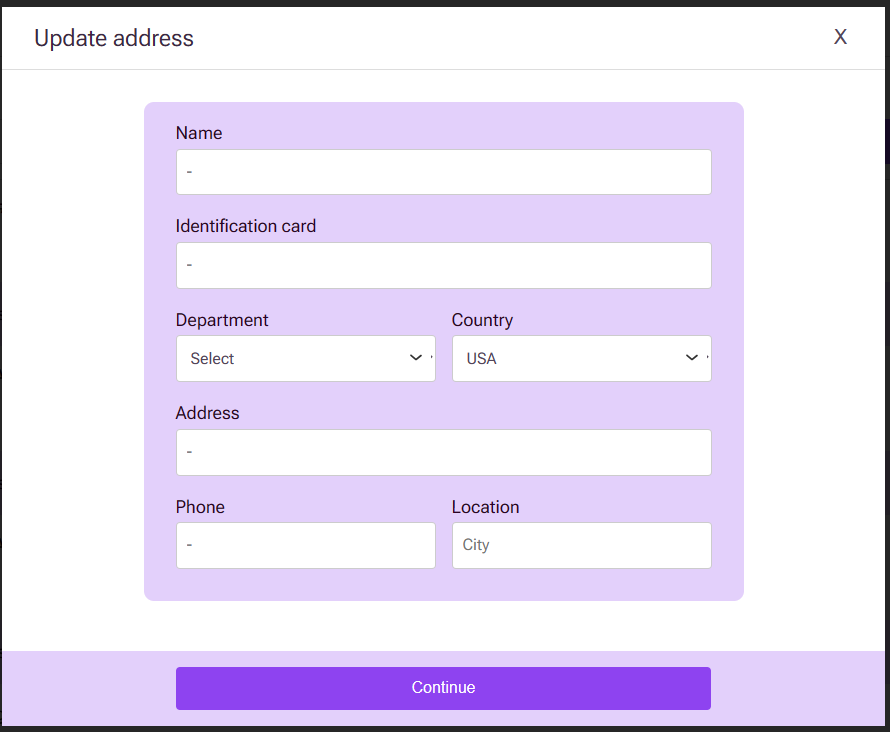 Update address X
Name
-
Identification card
-
Department Country
Select USA
Address
-
Phone Location
- City
Continue